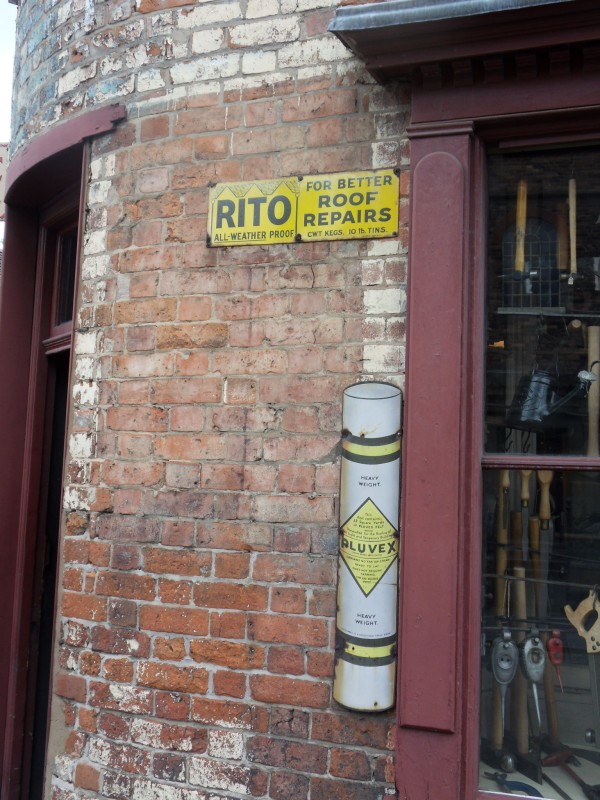 RITO
ALL-WEATHER PROOF
FOR BETTER
ROOF
REPAIRS
CWT KEGS. 10 lb. TINS.
HEAVY
WEIGHT.
PLUVEX
HEAVY
WEIGHT.